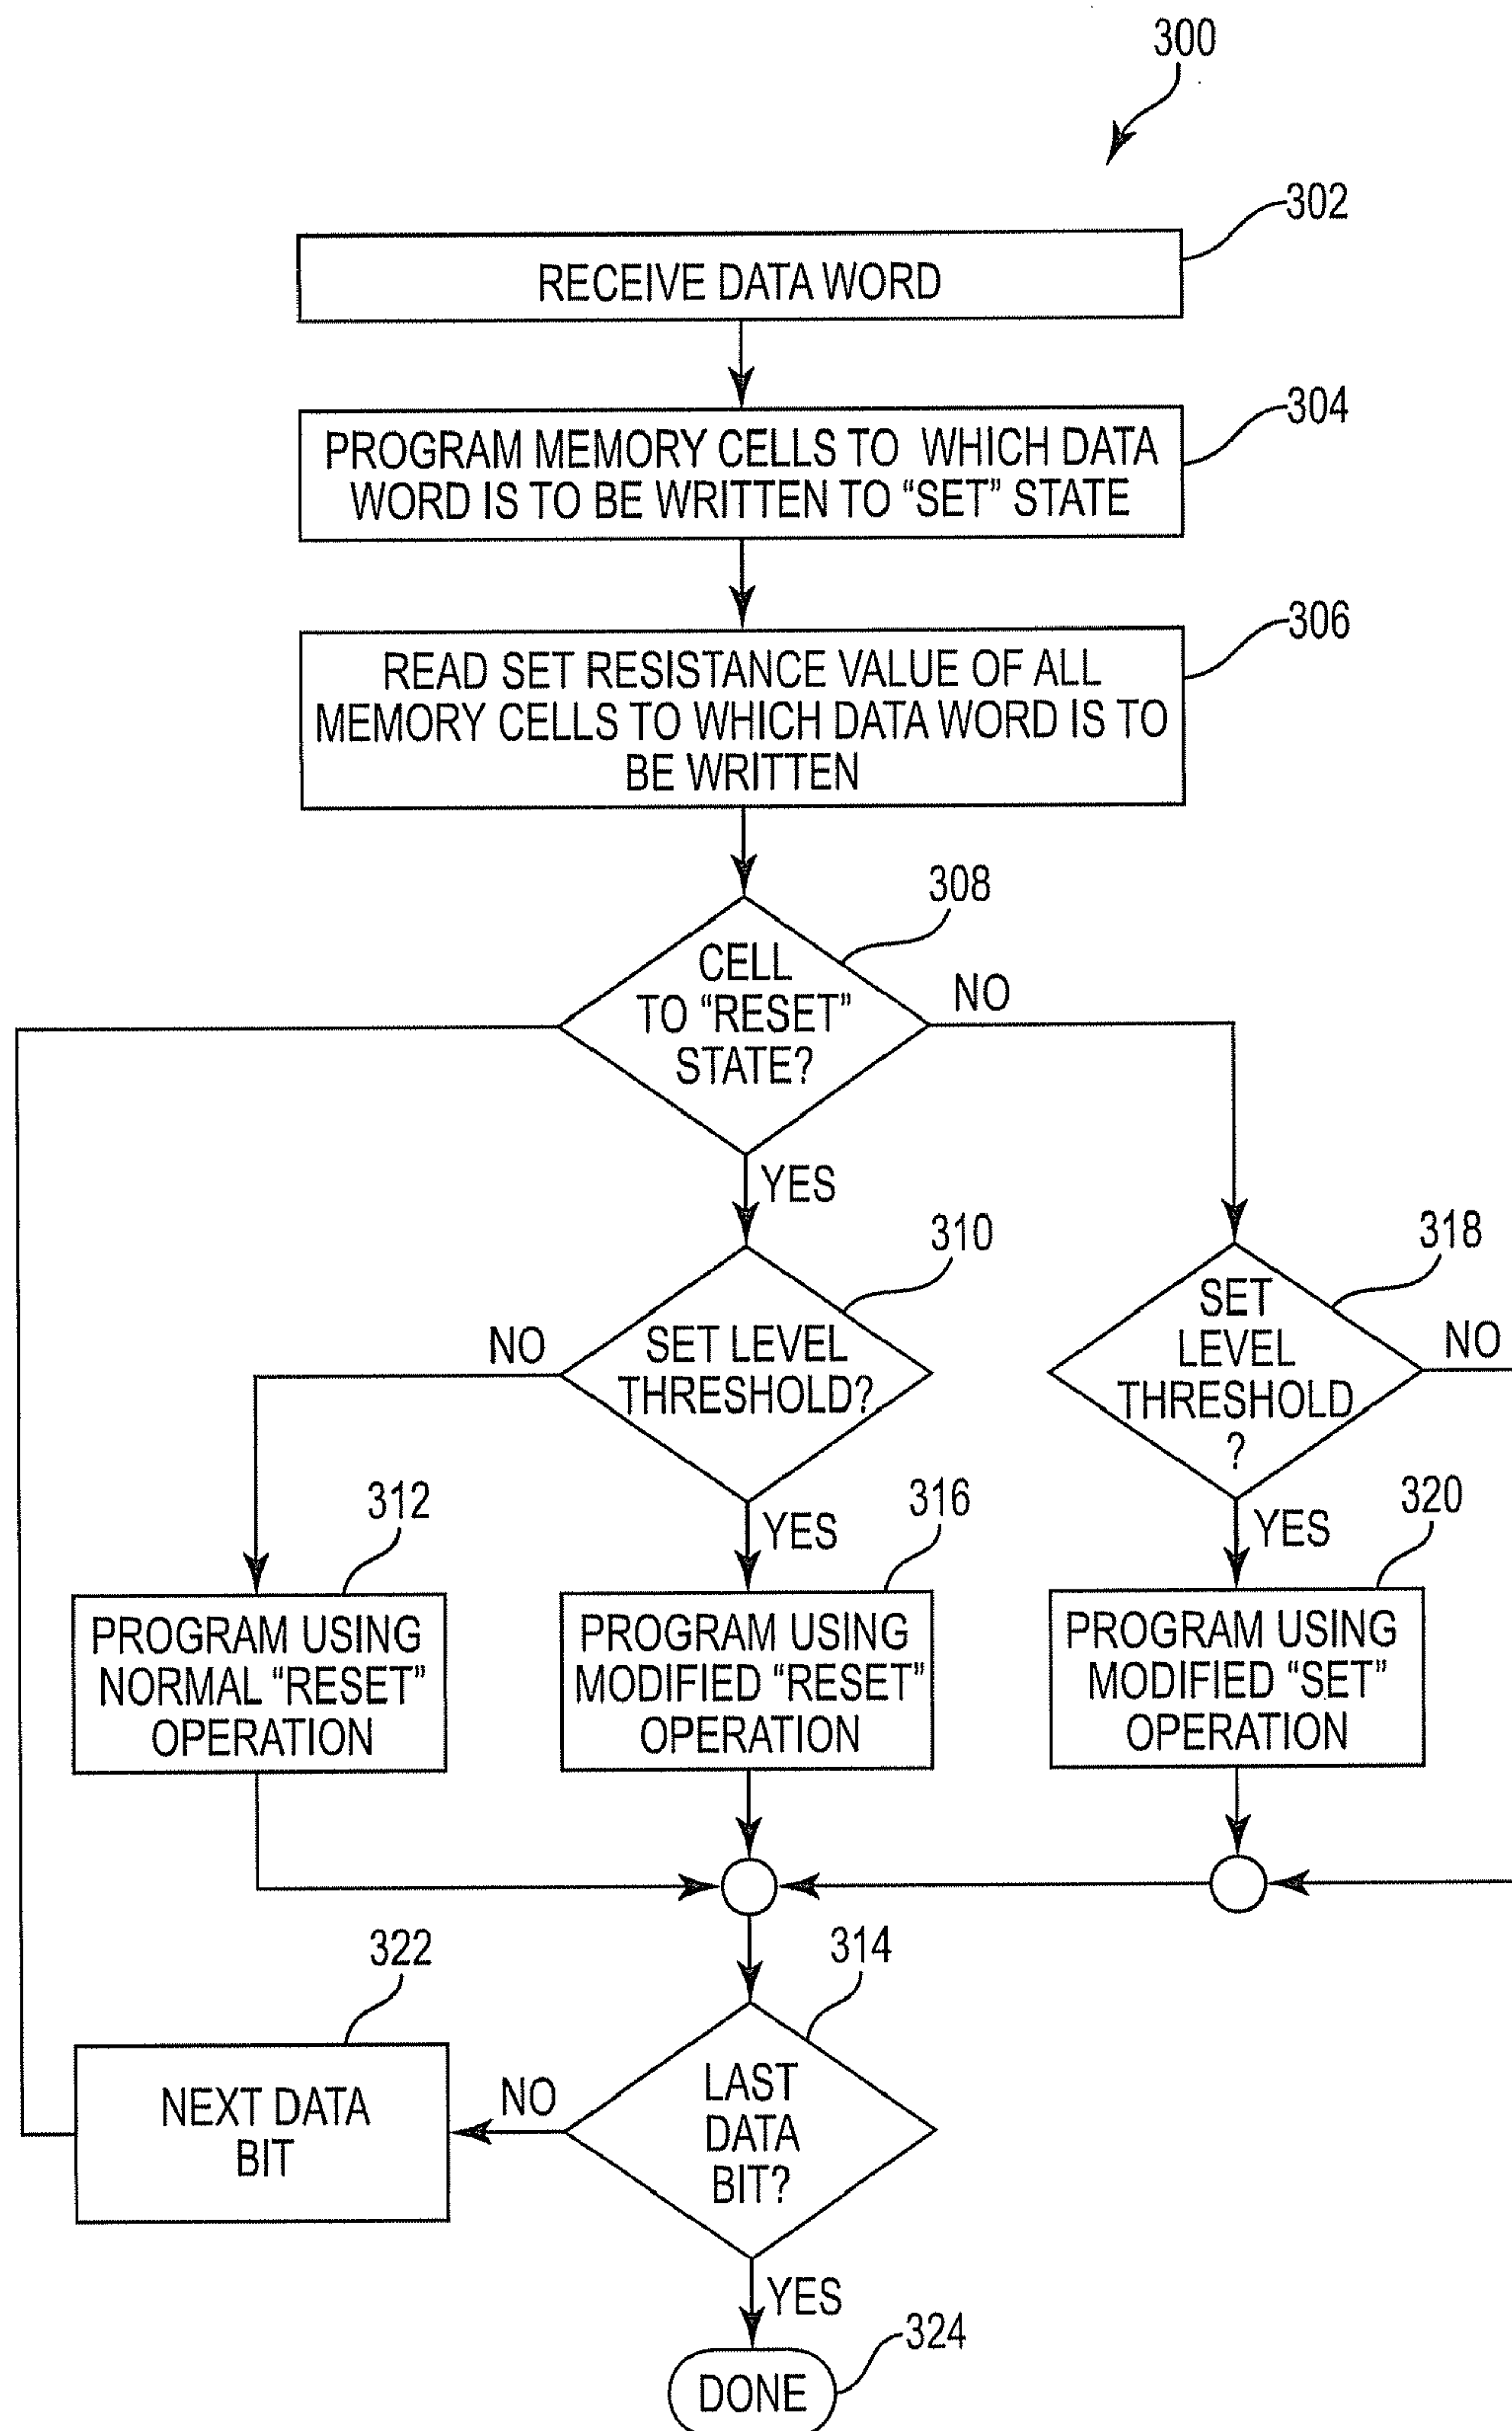 300
302
RECEIVE DATA WORD
304
PROGRAM MEMORY CELLS TO WHICH DATA
WORD IS TO BE WRITTEN TO “SET” STATE
306
READ SET RESISTANCE VALUE OF ALL
MEMORY CELLS TO WHICH DATA WORD IS TO
BE WRITTEN
308
CELL
TO “RESET”
STATE?
NO
YES
310
SET LEVEL
THRESHOLD?
NO
YES
318
SET
LEVEL
THRESHOLD
?
NO
YES
312
PROGRAM USING
NORMAL “RESET”
OPERATION
316
PROGRAM USING
MODIFIED “RESET”
OPERATION
320
PROGRAM USING
MODIFIED “SET”
OPERATION
314
LAST
DATA
BIT?
NO
YES
322
NEXT DATA
BIT
324
DONE